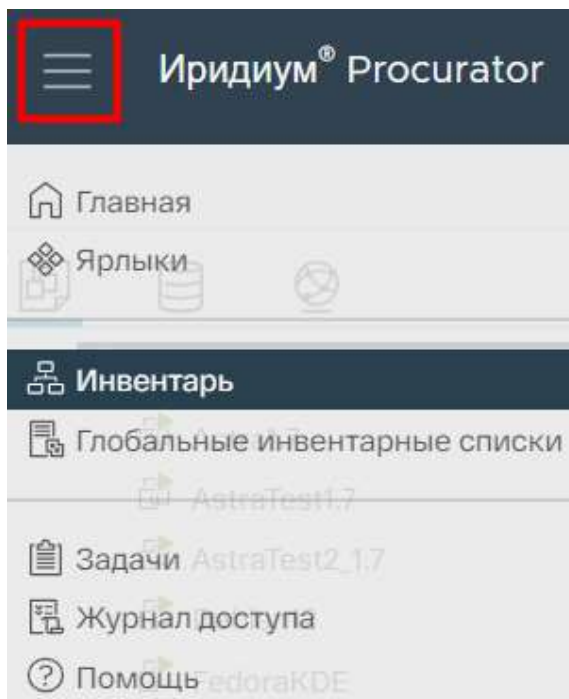 Иридиум® Procurator
Главная
Ярлыки
Инвентарь
Глобальные инвентарные списки
AstraTest1.7
Задачи
AstraTest2_1.7
Журнал доступа
Помощь
FedoraKDE